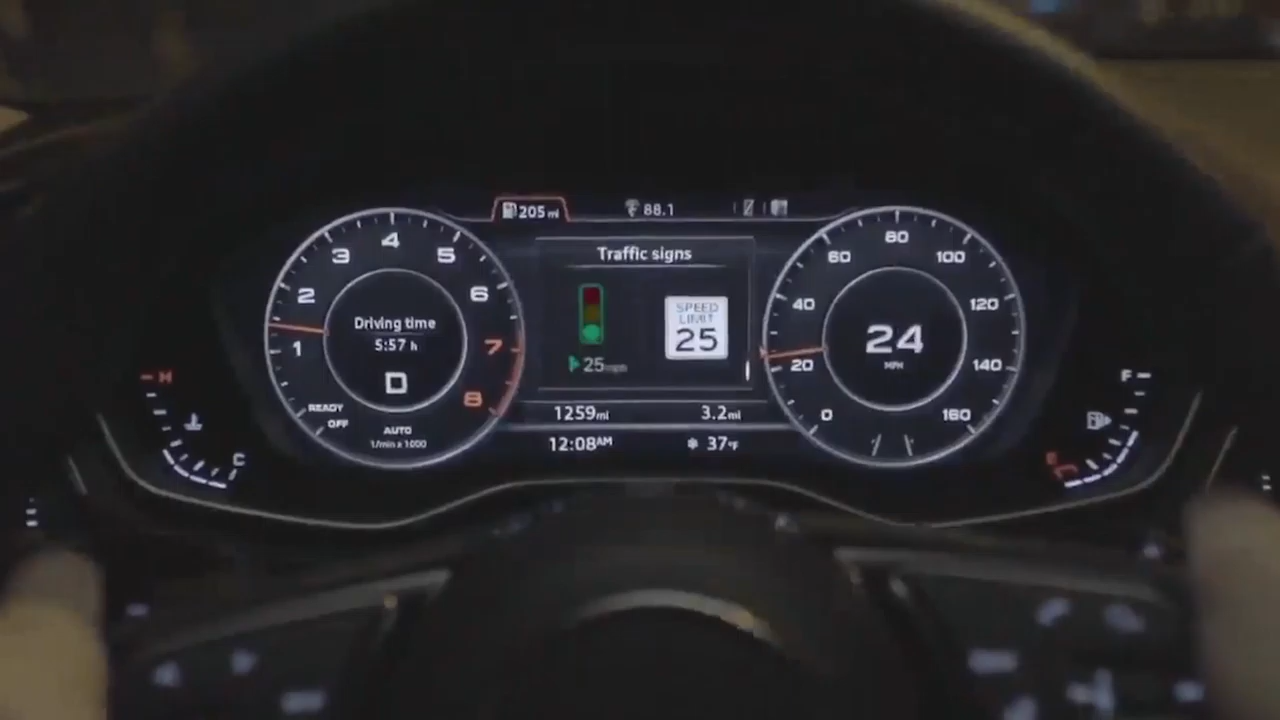 205 mi
88.1
Traffic signs
SPEED
LIMIT
25
25 mph
1259 mi
3.2 mi
12:08 AM
37 °F
1
2
3
4
5
6
7
8
Driving time
5:57 h
D
READY
OFF
AUTO
1/min x 1000
0
20
40
60
80
100
120
140
160
24
MPH
H
C
F
E